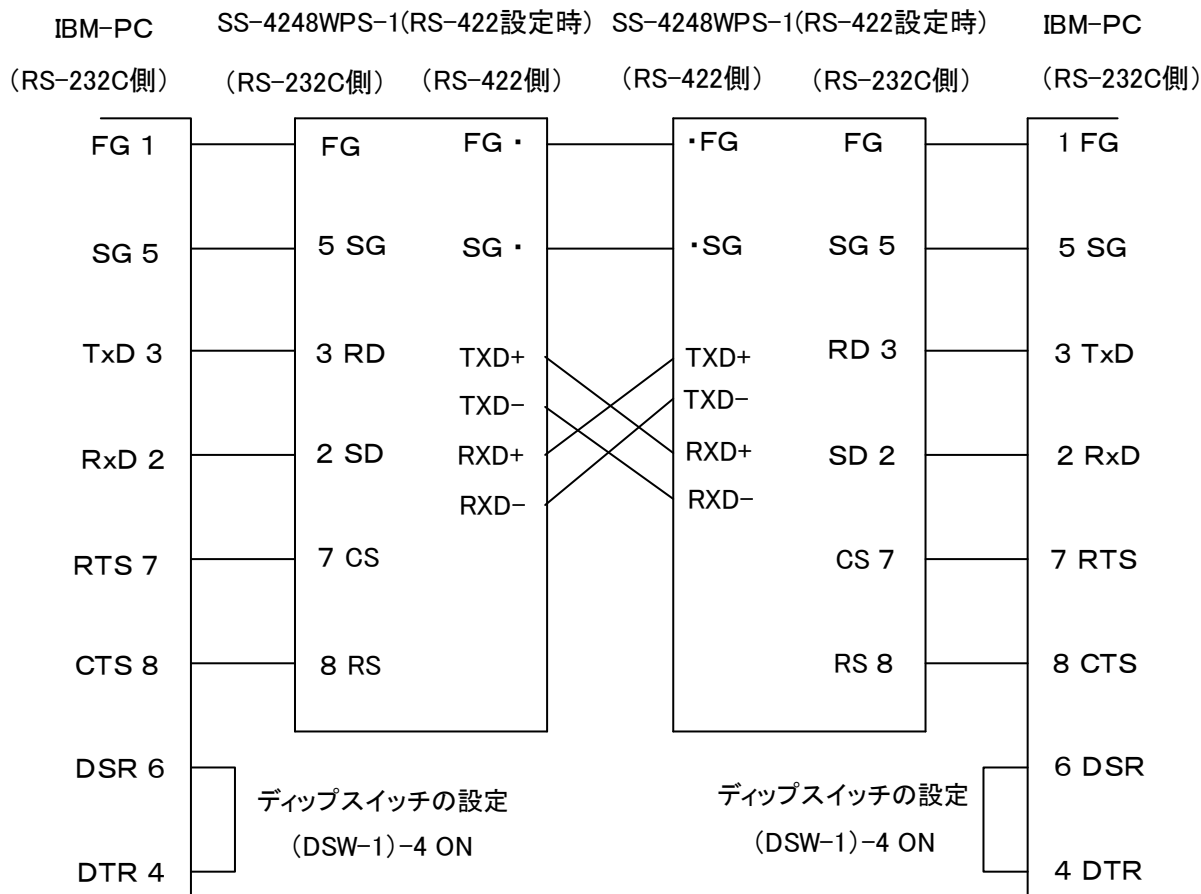 IBM-PC SS-4248WPS-1(RS-422設定時) SS-4248WPS-1(RS-422設定時) IBM-PC
(RS-232C側) (RS-232C側) (RS-422側) (RS-422側) (RS-232C側) (RS-232C側)
FG 1 FG FG・ ・FG FG 1 FG
SG 5 5 SG SG・ ・SG SG 5 5 SG
TxD 3 3 RD TXD+ TXD+ RD 3 3 TxD
TXD- TXD-
RxD 2 2 SD RXD+ RXD+ SD 2 2 RxD
RXD- RXD-
RTS 7 7 CS CS 7 7 RTS
CTS 8 8 RS RS 8 8 CTS
DSR 6 6 DSR
ディップスイッチの設定 ディップスイッチの設定
(DSW-1)-4 ON (DSW-1)-4 ON
DTR 4 4 DTR